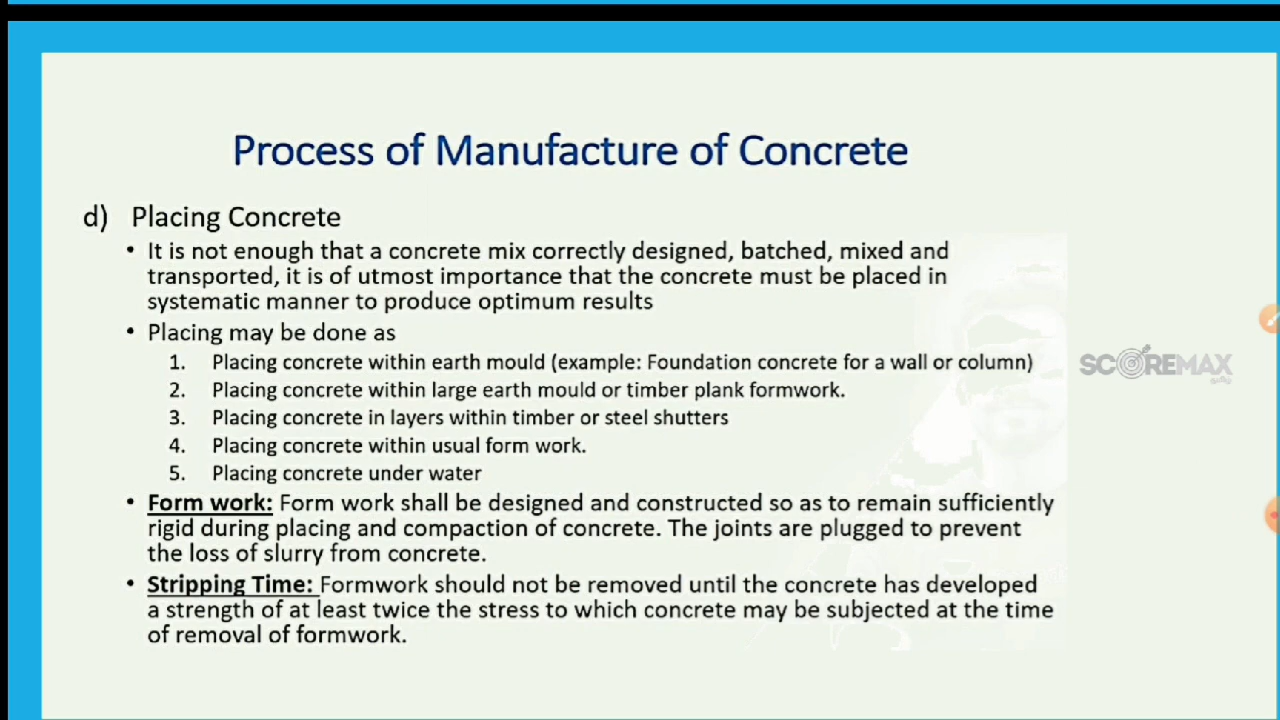 Process of Manufacture of Concrete
d) Placing Concrete
• It is not enough that a concrete mix correctly designed, batched, mixed and
transported, it is of utmost importance that the concrete must be placed in
systematic manner to produce optimum results
• Placing may be done as
1. Placing concrete within earth mould (example: Foundation concrete for a wall or column)
2. Placing concrete within large earth mould or timber plank formwork.
3. Placing concrete in layers within timber or steel shutters
4. Placing concrete within usual form work.
5. Placing concrete under water
SCOREMAX
• Form work: Form work shall be designed and constructed so as to remain sufficiently
rigid during placing and compaction of concrete. The joints are plugged to prevent
the loss of slurry from concrete.
• Stripping Time: Formwork should not be removed until the concrete has developed
a strength of at least twice the stress to which concrete may be subjected at the time
of removal of formwork.